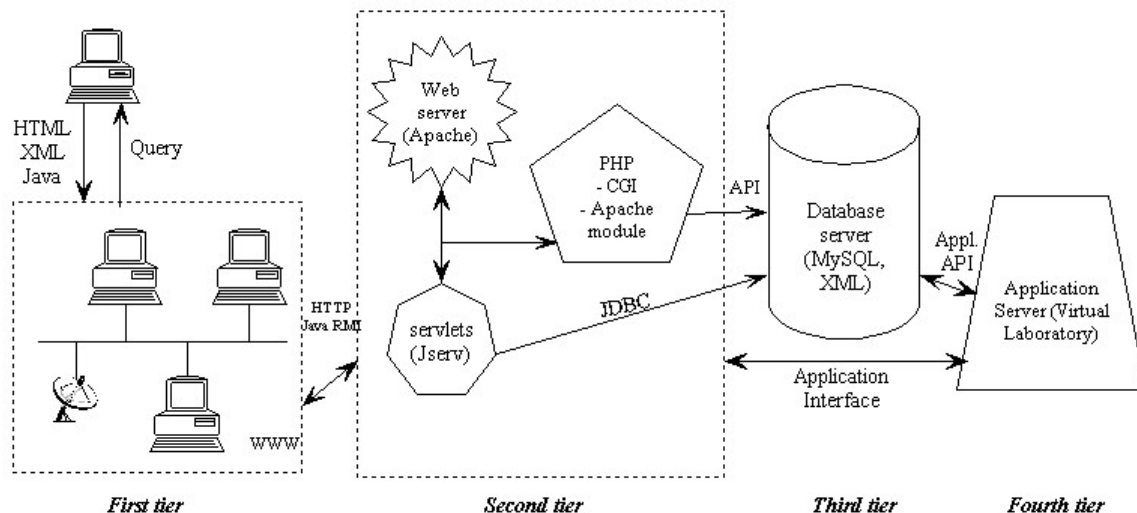 HTML
XML
Java
Query
WWW
HTTP
Java RMI
Web
server
(Apache)
PHP
- CGI
- Apache
module
servlets
(Jserv)
JDBC
API
Database
server
(MySQL,
XML)
Appl.
API
Application
Server (Virtual
Laboratory)
Application
Interface
First tier
Second tier
Third tier
Fourth tier